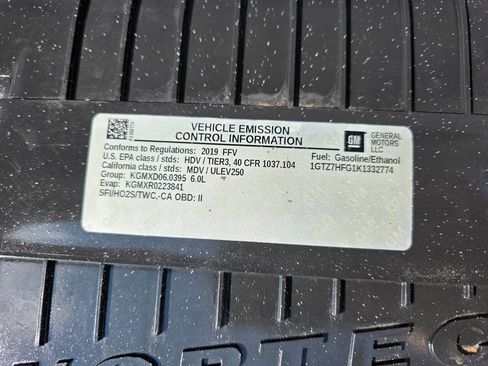 VEHICLE EMISSION
CONTROL INFORMATION
GM
GENERAL
MOTORS
LLC
Conforms to Regulations: 2019 FFV
Fuel: Gasoline/Ethanol
U.S. EPA class / stds: HDV / TIER3, 40 CFR 1037.104
1GTZ7HFG1K1332774
California class / stds: MDV / ULEV250
Group: KGMXD06.0395 6.0L
Evap: KGMXR0223841
SFI/HO2S/TWC,-CA OBD: II
VORTEC